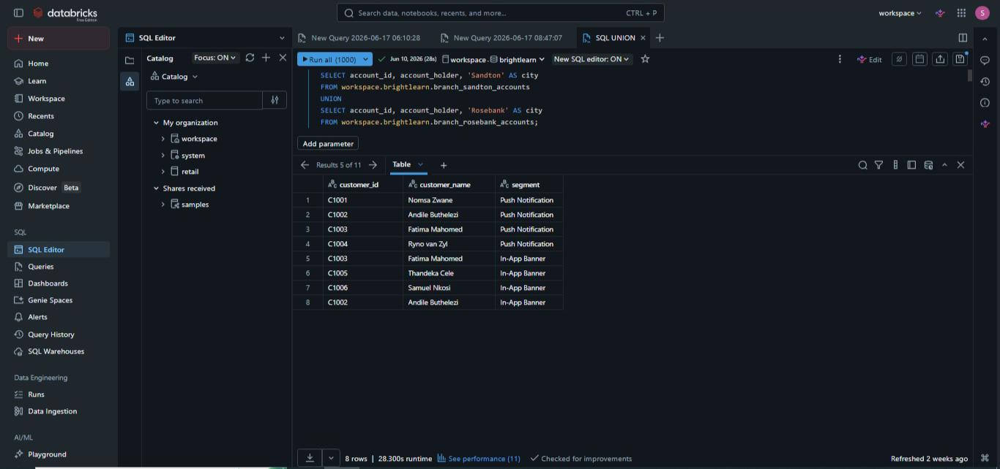 databricks
Free Edition
Search data, notebooks, recents, and more...
CTRL + P
workspace
S
New
Home
Learn
Workspace
Recents
Catalog
Jobs & Pipelines
Compute
Discover Beta
Marketplace
SQL
SQL Editor
Queries
Dashboards
Genie Spaces
Alerts
Query History
SQL Warehouses
Data Engineering
Runs
Data Ingestion
AI/ML
Playground
SQL Editor
Catalog Focus: ON
Catalog
Type to search
My organization
workspace
system
retail
Shares received
samples
New Query 2026-06-17 06:10:28
New Query 2026-06-17 08:47:07
SQL UNION
Run all (1000) Jun 10, 2026 (28s) workspace . brightlearn New SQL editor: ON Edit
SELECT account_id, account_holder, 'Sandton' AS city
FROM workspace.brightlearn.branch_sandton_accounts
UNION
SELECT account_id, account_holder, 'Rosebank' AS city
FROM workspace.brightlearn.branch_rosebank_accounts;
Add parameter
Results 5 of 11 Table
customer_id customer_name segment
1 C1001 Nomsa Zwane Push Notification
2 C1002 Andile Buthelezi Push Notification
3 C1003 Fatima Mahomed Push Notification
4 C1004 Ryno van Zyl Push Notification
5 C1003 Fatima Mahomed In-App Banner
6 C1005 Thandeka Cele In-App Banner
7 C1006 Samuel Nkosi In-App Banner
8 C1002 Andile Buthelezi In-App Banner
8 rows | 28.300s runtime See performance (11) Checked for improvements Refreshed 2 weeks ago